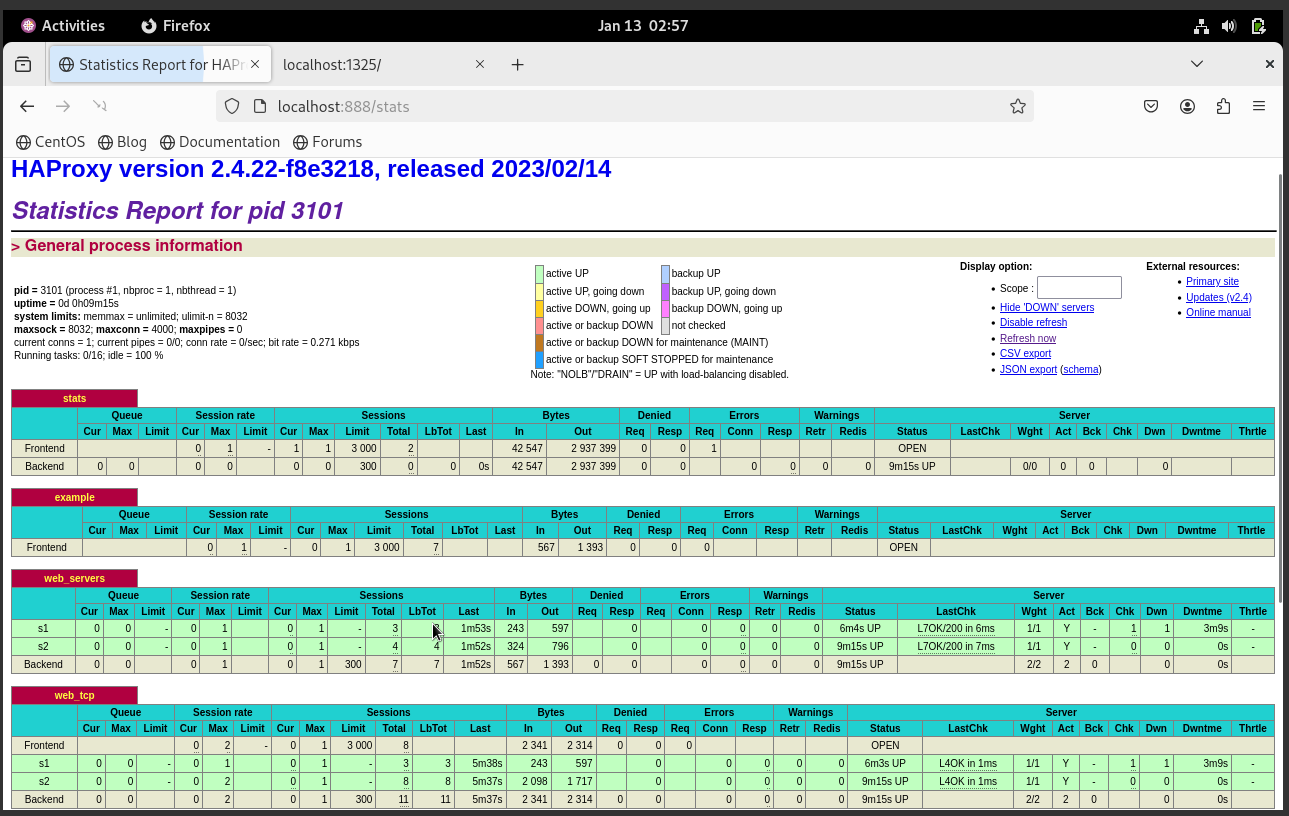 Activities Firefox Jan 13 02:57
Statistics Report for HAPr localhost:1325/
localhost:888/stats
CentOS Blog Documentation Forums
HAProxy version 2.4.22-f8e3218, released 2023/02/14
Statistics Report for pid 3101
> General process information
pid = 3101 (process #1, nbproc = 1, nbthread = 1)
uptime = 0d 0h09m15s
system limits: memmax = unlimited; ulimit-n = 8032
maxsock = 8032; maxconn = 4000; maxpipes = 0
current conns = 1; current pipes = 0/0; conn rate = 0/sec; bit rate = 0.271 kbps
Running tasks: 0/16; idle = 100 %
active UP backup UP
active UP, going down backup UP, going down
active DOWN, going up backup DOWN, going up
active or backup DOWN not checked
active or backup DOWN for maintenance (MAINT)
active or backup SOFT STOPPED for maintenance
Note: "NOLB"/"DRAIN" = UP with load-balancing disabled.
Display option:
Scope :
Hide 'DOWN' servers
Disable refresh
Refresh now
CSV export
JSON export (schema)
External resources:
Primary site
Updates (v2.4)
Online manual
stats
Queue Session rate Sessions Bytes Denied Errors Warnings Server
Cur Max Limit Cur Max Limit Cur Max Limit Total LbTot Last In Out Req Resp Req Conn Resp Retr Redis Status LastChk Wght Act Bck Chk Dwn Dwntme Thrtle
Frontend 0 1 - 1 1 3 000 2 42 547 2 937 399 0 0 1 OPEN
Backend 0 0 0 0 0 0 300 0 0 0s 42 547 2 937 399 0 0 0 0 0 0 9m15s UP 0/0 0 0 0
example
Queue Session rate Sessions Bytes Denied Errors Warnings Server
Cur Max Limit Cur Max Limit Cur Max Limit Total LbTot Last In Out Req Resp Req Conn Resp Retr Redis Status LastChk Wght Act Bck Chk Dwn Dwntme Thrtle
Frontend 0 1 - 0 1 3 000 7 567 1 393 0 0 0 OPEN
web_servers
Queue Session rate Sessions Bytes Denied Errors Warnings Server
Cur Max Limit Cur Max Limit Cur Max Limit Total LbTot Last In Out Req Resp Req Conn Resp Retr Redis Status LastChk Wght Act Bck Chk Dwn Dwntme Thrtle
s1 0 0 - 0 1 0 1 - 3 1m53s 243 597 0 0 0 0 0 6m4s UP L7OK/200 in 6ms 1/1 Y - 1 1 3m9s -
s2 0 0 - 0 1 0 1 - 4 4 1m52s 324 796 0 0 0 0 0 9m15s UP L7OK/200 in 7ms 1/1 Y - 0 0 0s -
Backend 0 0 0 1 0 1 300 7 7 1m52s 567 1 393 0 0 0 0 0 0 9m15s UP 2/2 2 0 0 0s
web_tcp
Queue Session rate Sessions Bytes Denied Errors Warnings Server
Cur Max Limit Cur Max Limit Cur Max Limit Total LbTot Last In Out Req Resp Req Conn Resp Retr Redis Status LastChk Wght Act Bck Chk Dwn Dwntme Thrtle
Frontend 0 2 - 0 1 3 000 8 2 341 2 314 0 0 0 OPEN
s1 0 0 - 0 1 0 1 - 3 3 5m38s 243 597 0 0 0 0 0 6m3s UP L4OK in 1ms 1/1 Y - 1 1 3m9s -
s2 0 0 - 0 2 0 1 - 8 8 5m37s 2 098 1 717 0 0 0 0 0 9m15s UP L4OK in 1ms 1/1 Y - 0 0 0s -
Backend 0 0 0 2 0 1 300 11 11 5m37s 2 341 2 314 0 0 0 0 0 0 9m15s UP 2/2 2 0 0 0s